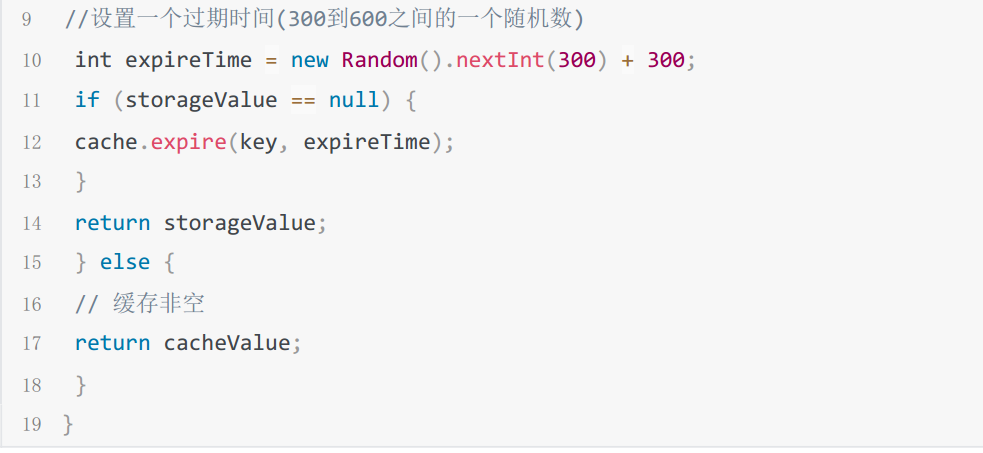 9 //设置一个过期时间(300到600之间的一个随机数)
10 int expireTime = new Random().nextInt(300) + 300;
11 if (storageValue == null) {
12 cache.expire(key, expireTime);
13 }
14 return storageValue;
15 } else {
16 // 缓存非空
17 return cacheValue;
18 }
19 }